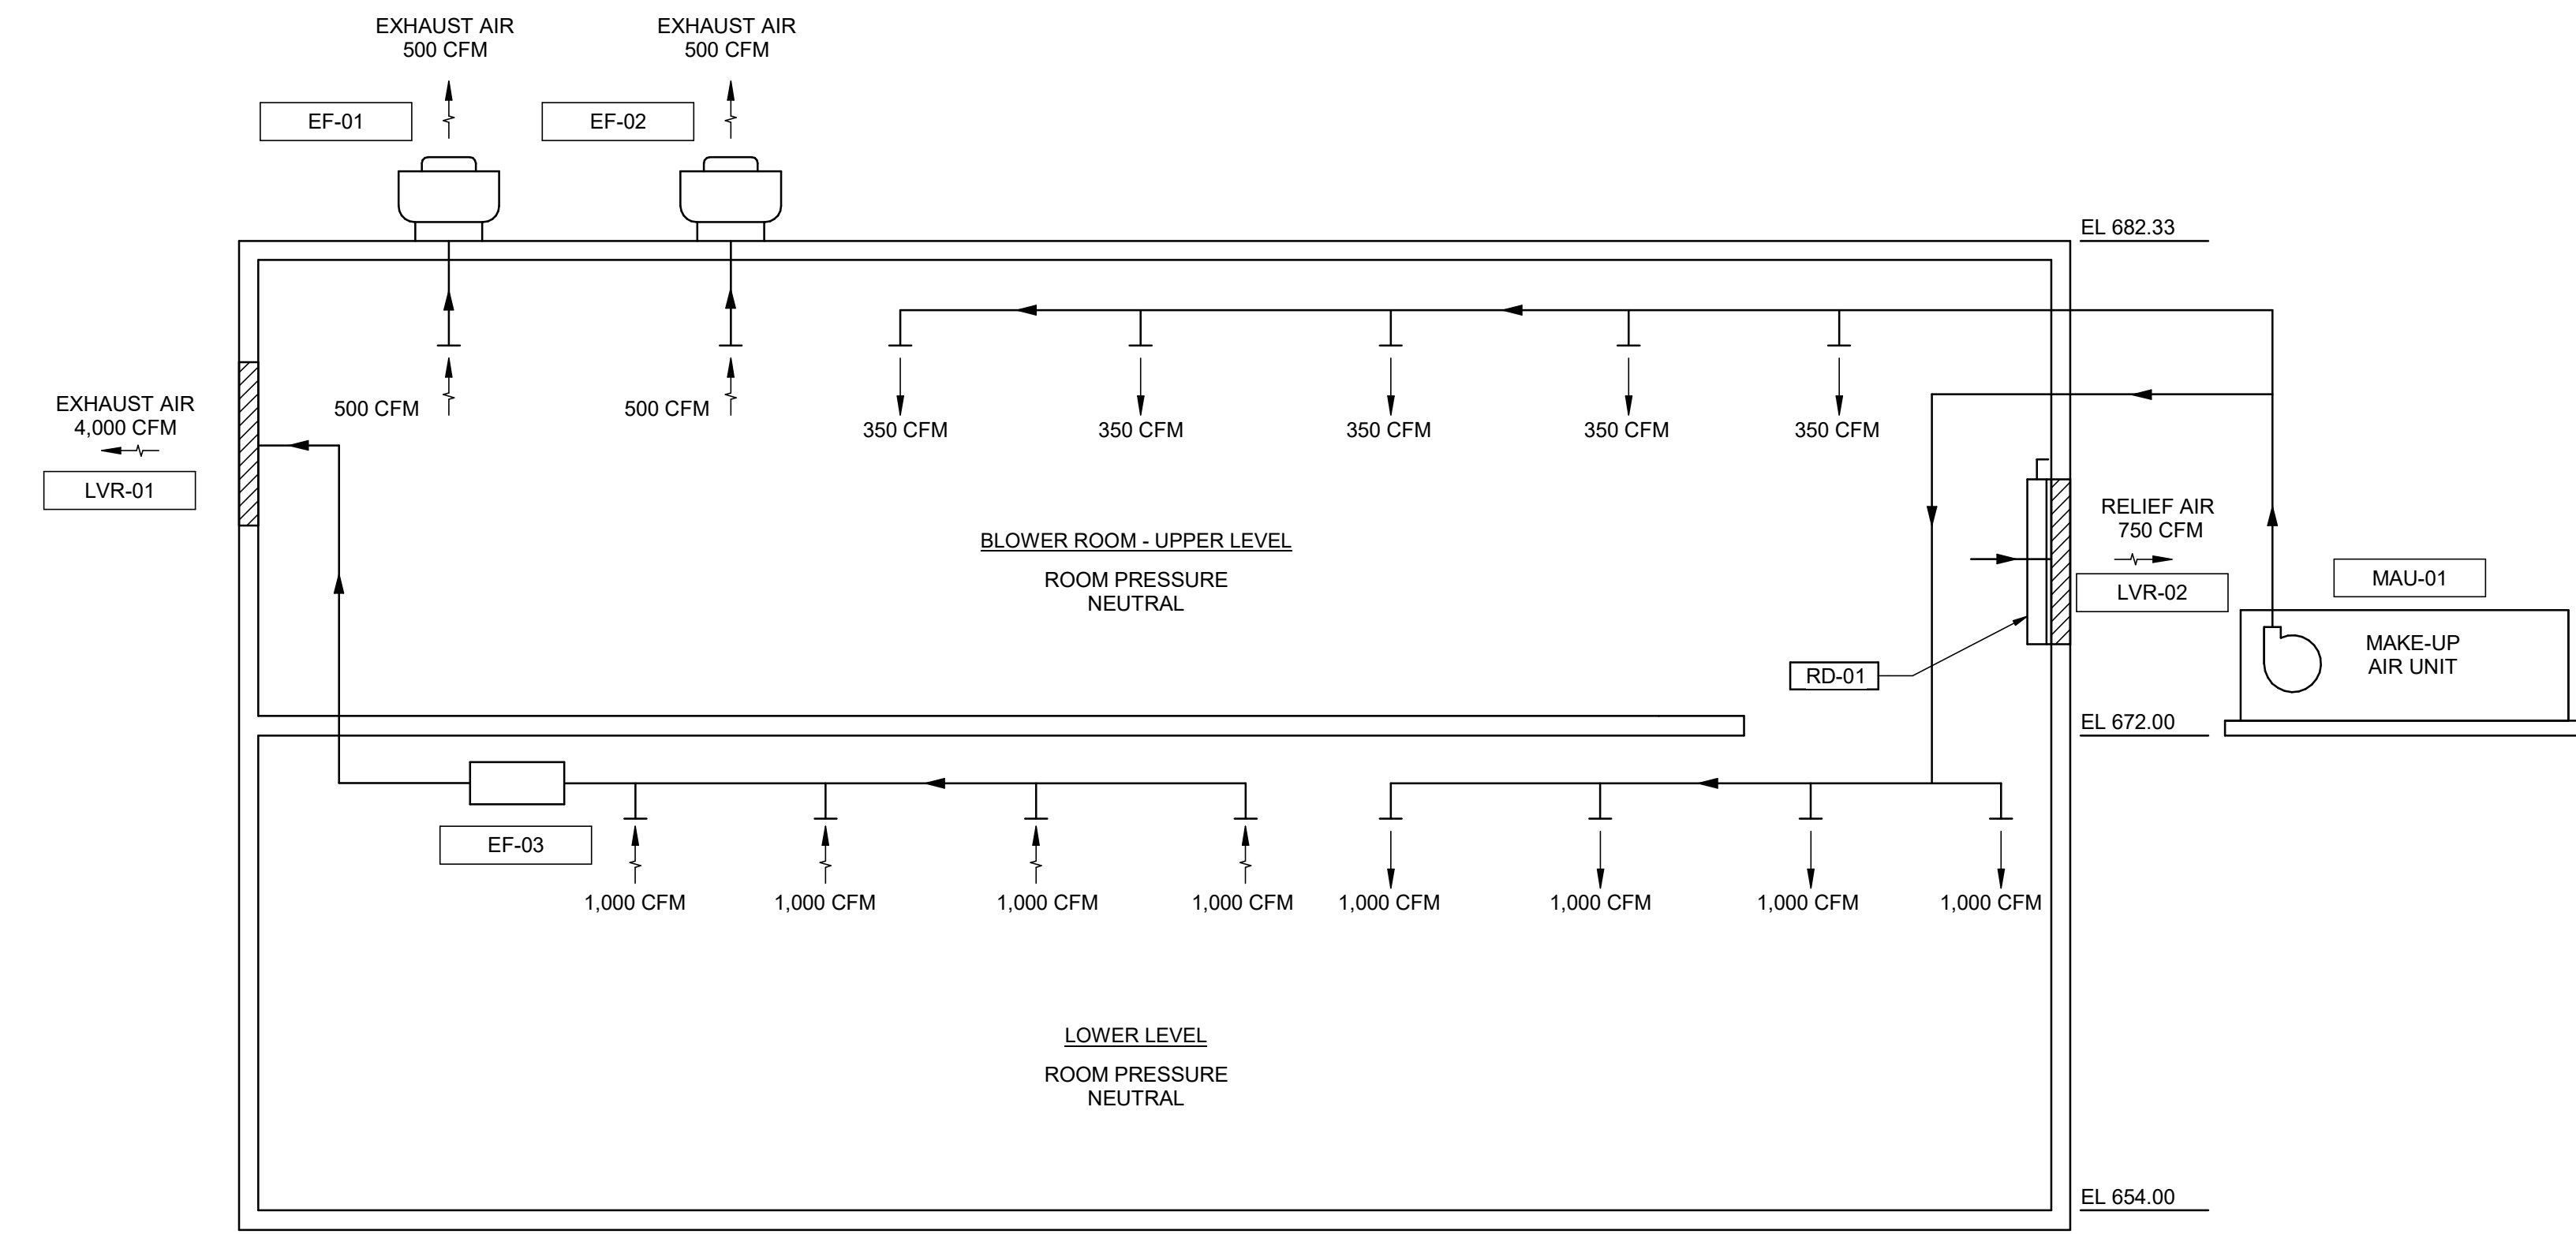 EXHAUST AIR
500 CFM
EXHAUST AIR
500 CFM
EF-01
EF-02
EL 682.33
EXHAUST AIR
4,000 CFM
LVR-01
500 CFM
500 CFM
350 CFM
350 CFM
350 CFM
350 CFM
350 CFM
BLOWER ROOM - UPPER LEVEL
ROOM PRESSURE
NEUTRAL
RELIEF AIR
750 CFM
LVR-02
MAU-01
MAKE-UP
AIR UNIT
RD-01
EL 672.00
EF-03
1,000 CFM
1,000 CFM
1,000 CFM
1,000 CFM
1,000 CFM
1,000 CFM
1,000 CFM
1,000 CFM
LOWER LEVEL
ROOM PRESSURE
NEUTRAL
EL 654.00